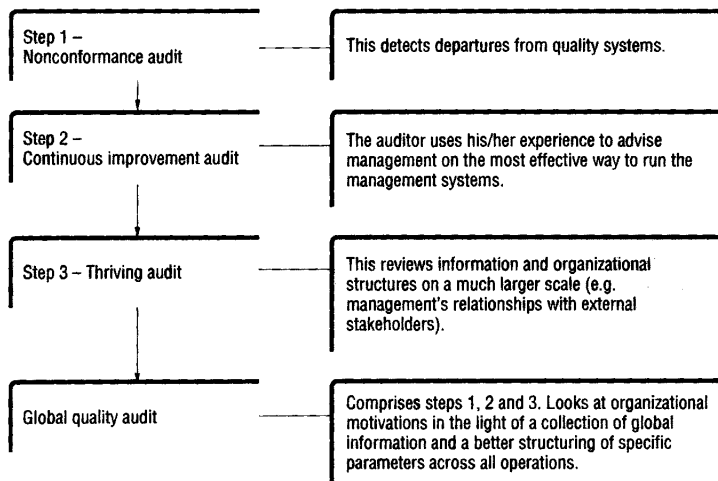 Step 1 –
Nonconformance audit
This detects departures from quality systems.
Step 2 –
Continuous improvement audit
The auditor uses his/her experience to advise
management on the most effective way to run the
management systems.
Step 3 – Thriving audit
This reviews information and organizational
structures on a much larger scale (e.g.
management's relationships with external
stakeholders).
Global quality audit
Comprises steps 1, 2 and 3. Looks at organizational
motivations in the light of a collection of global
information and a better structuring of specific
parameters across all operations.